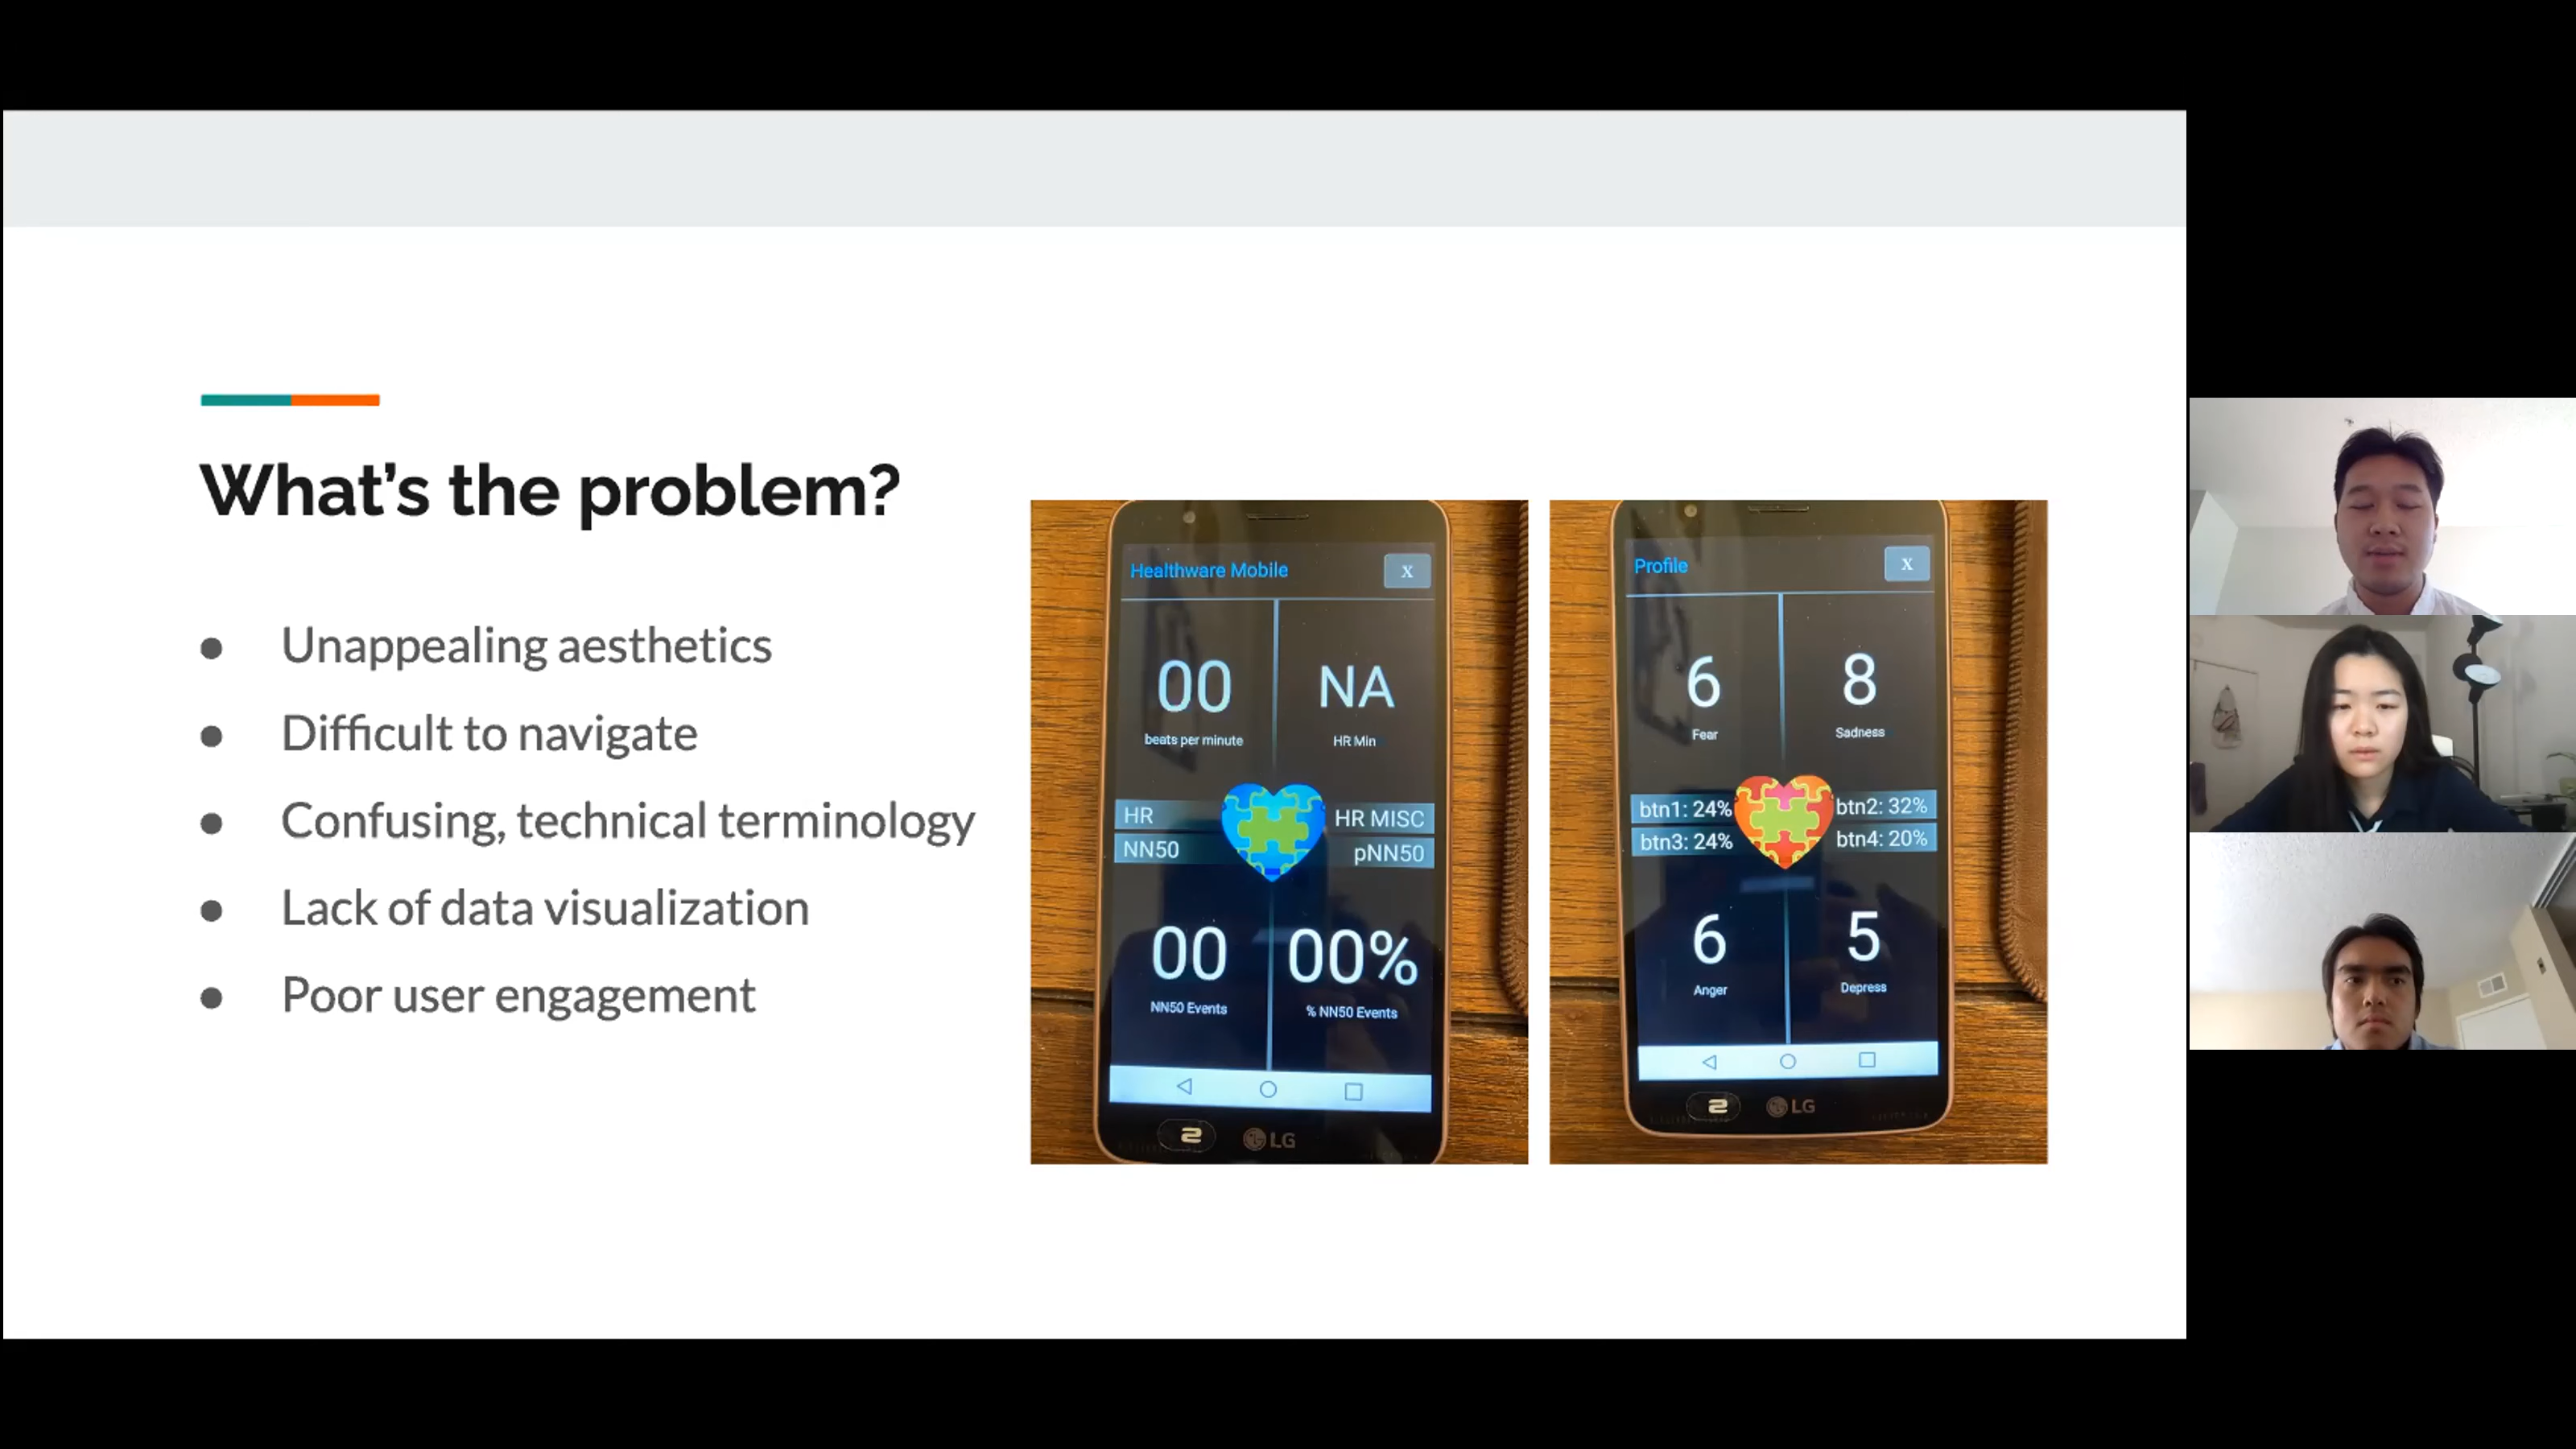 What's the problem?
● Unappealing aesthetics
● Difficult to navigate
● Confusing, technical terminology
● Lack of data visualization
● Poor user engagement
Healthware Mobile
X
00
NA
beats per minute
HR Min
HR
HR MISC
NN50
pNN50
00
00%
NN50 Events
% NN50 Events
LG
Profile
X
6
8
Fear
Sadness
btn1: 24%
btn2: 32%
btn3: 24%
btn4: 20%
6
5
Anger
Depress
LG